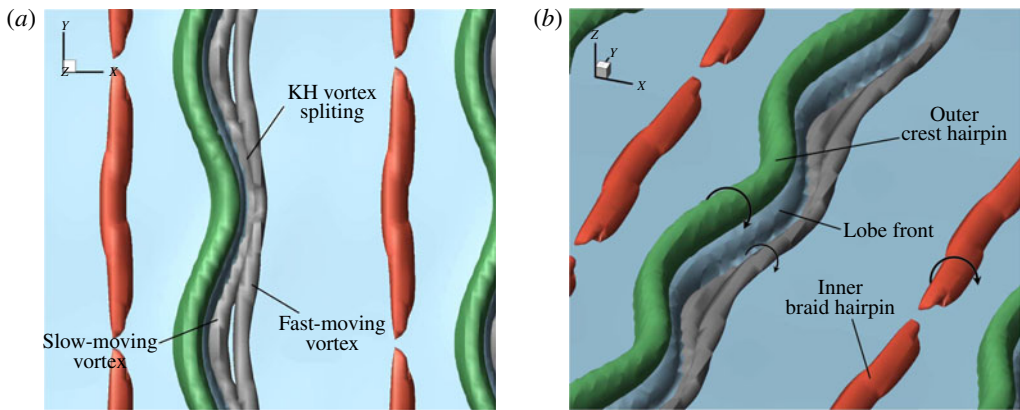 (a)
Y
Z
X
KH vortex
spliting
Slow-moving
vortex
Fast-moving
vortex
(b)
Z
Y
X
Outer
crest hairpin
Lobe front
Inner
braid hairpin